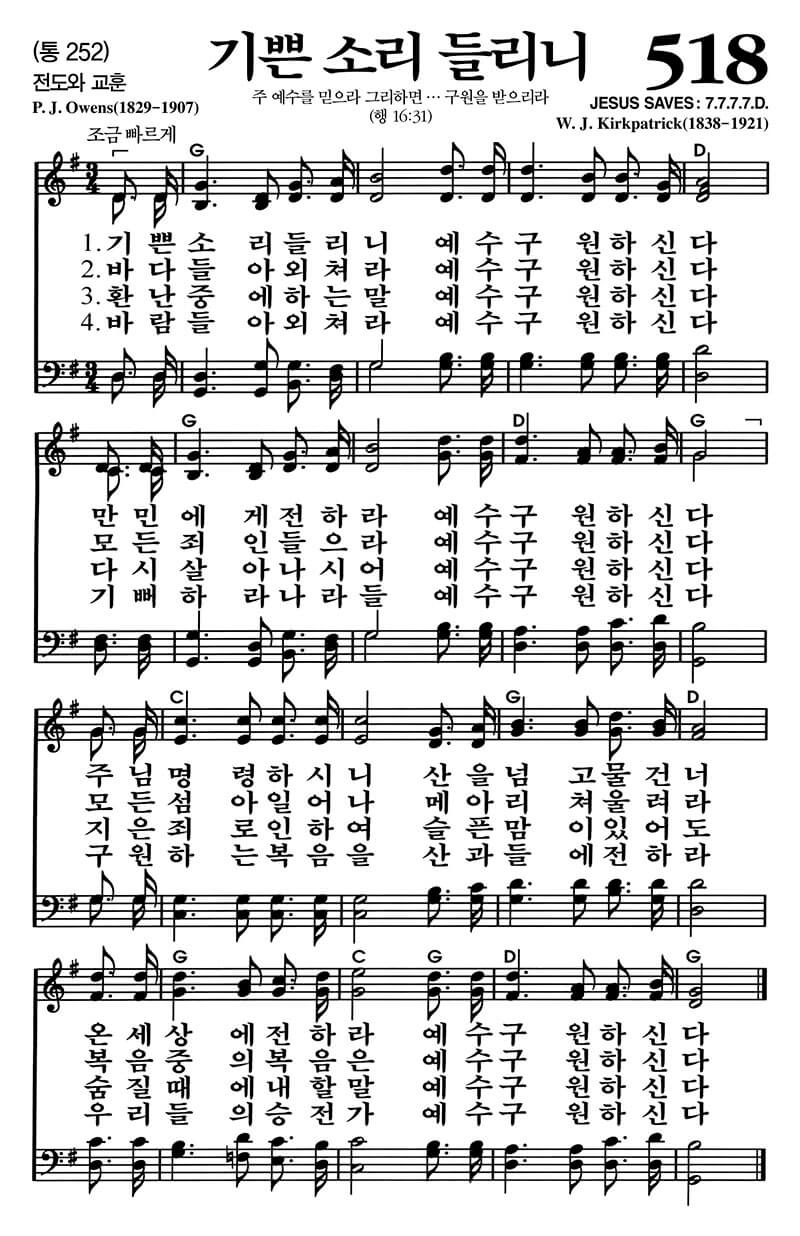 (통 252)
기쁜 소리 들리니
518
전도와 교훈
P. J. Owens(1829-1907)
주 예수를 믿으라 그리하면 … 구원을 받으리라
(행 16:31)
JESUS SAVES: 7.7.7.7.D.
W. J. Kirkpatrick(1838-1921)
조금 빠르게
G D
1. 기 쁜 소 리 들 리 니 예 수 구 원 하 신 다
2. 바 다 들 아 외 쳐 라 예 수 구 원 하 신 다
3. 환 난 중 에 하 는 말 예 수 구 원 하 신 다
4. 바 람 들 아 외 쳐 라 예 수 구 원 하 신 다
G D G
만 민 에 게 전 하 라 예 수 구 원 하 신 다
모 든 죄 인 들 으 라 예 수 구 원 하 신 다
다 시 살 아 나 시 어 예 수 구 원 하 신 다
기 뻐 하 라 나 라 들 예 수 구 원 하 신 다
C G D
주 님 명 령 하 시 니 산 을 넘 고 물 건 너
모 든 섬 아 일 어 나 메 아 리 쳐 울 려 라
지 은 죄 로 인 하 여 슬 픈 맘 이 있 어 도
구 원 하 는 복 음 을 산 과 들 에 전 하 라
G C G D G
온 세 상 에 전 하 라 예 수 구 원 하 신 다
복 음 중 의 복 음 은 예 수 구 원 하 신 다
숨 질 때 에 내 할 말 예 수 구 원 하 신 다
우 리 들 의 승 전 가 예 수 구 원 하 신 다